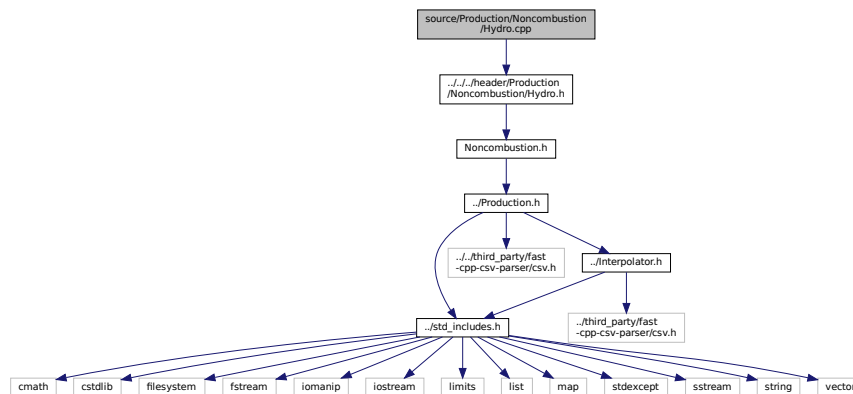 source/Production/Noncombustion
/Hydro.cpp
../../../header/Production
/Noncombustion/Hydro.h
Noncombustion.h
../Production.h
../../third_party/fast
-cpp-csv-parser/csv.h
../Interpolator.h
../std_includes.h
../third_party/fast
-cpp-csv-parser/csv.h
cmath
cstdlib
filesystem
fstream
iomanip
iostream
limits
list
map
stdexcept
sstream
string
vector